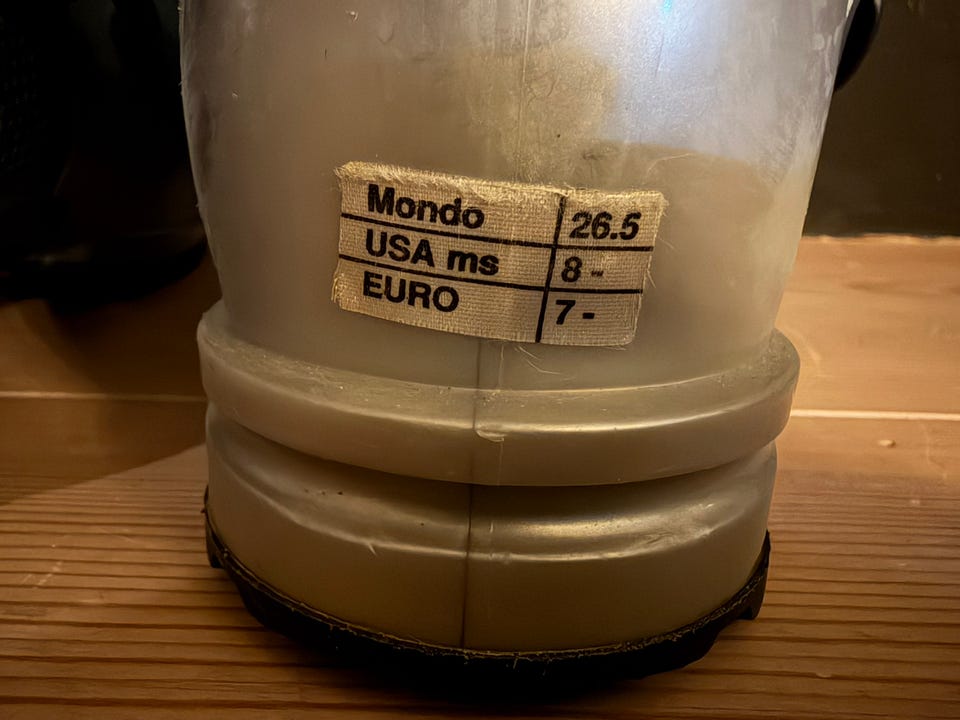 Mondo 26.5
USA ms 8 -
EURO 7 -